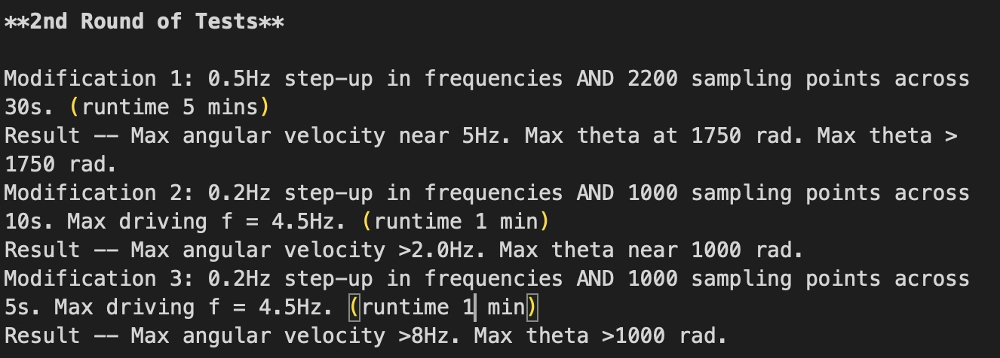 **2nd Round of Tests**
Modification 1: 0.5Hz step-up in frequencies AND 2200 sampling points across
30s. (runtime 5 mins)
Result -- Max angular velocity near 5Hz. Max theta at 1750 rad. Max theta >
1750 rad.
Modification 2: 0.2Hz step-up in frequencies AND 1000 sampling points across
10s. Max driving f = 4.5Hz. (runtime 1 min)
Result -- Max angular velocity >2.0Hz. Max theta near 1000 rad.
Modification 3: 0.2Hz step-up in frequencies AND 1000 sampling points across
5s. Max driving f = 4.5Hz. (runtime 1 min)
Result -- Max angular velocity >8Hz. Max theta >1000 rad.